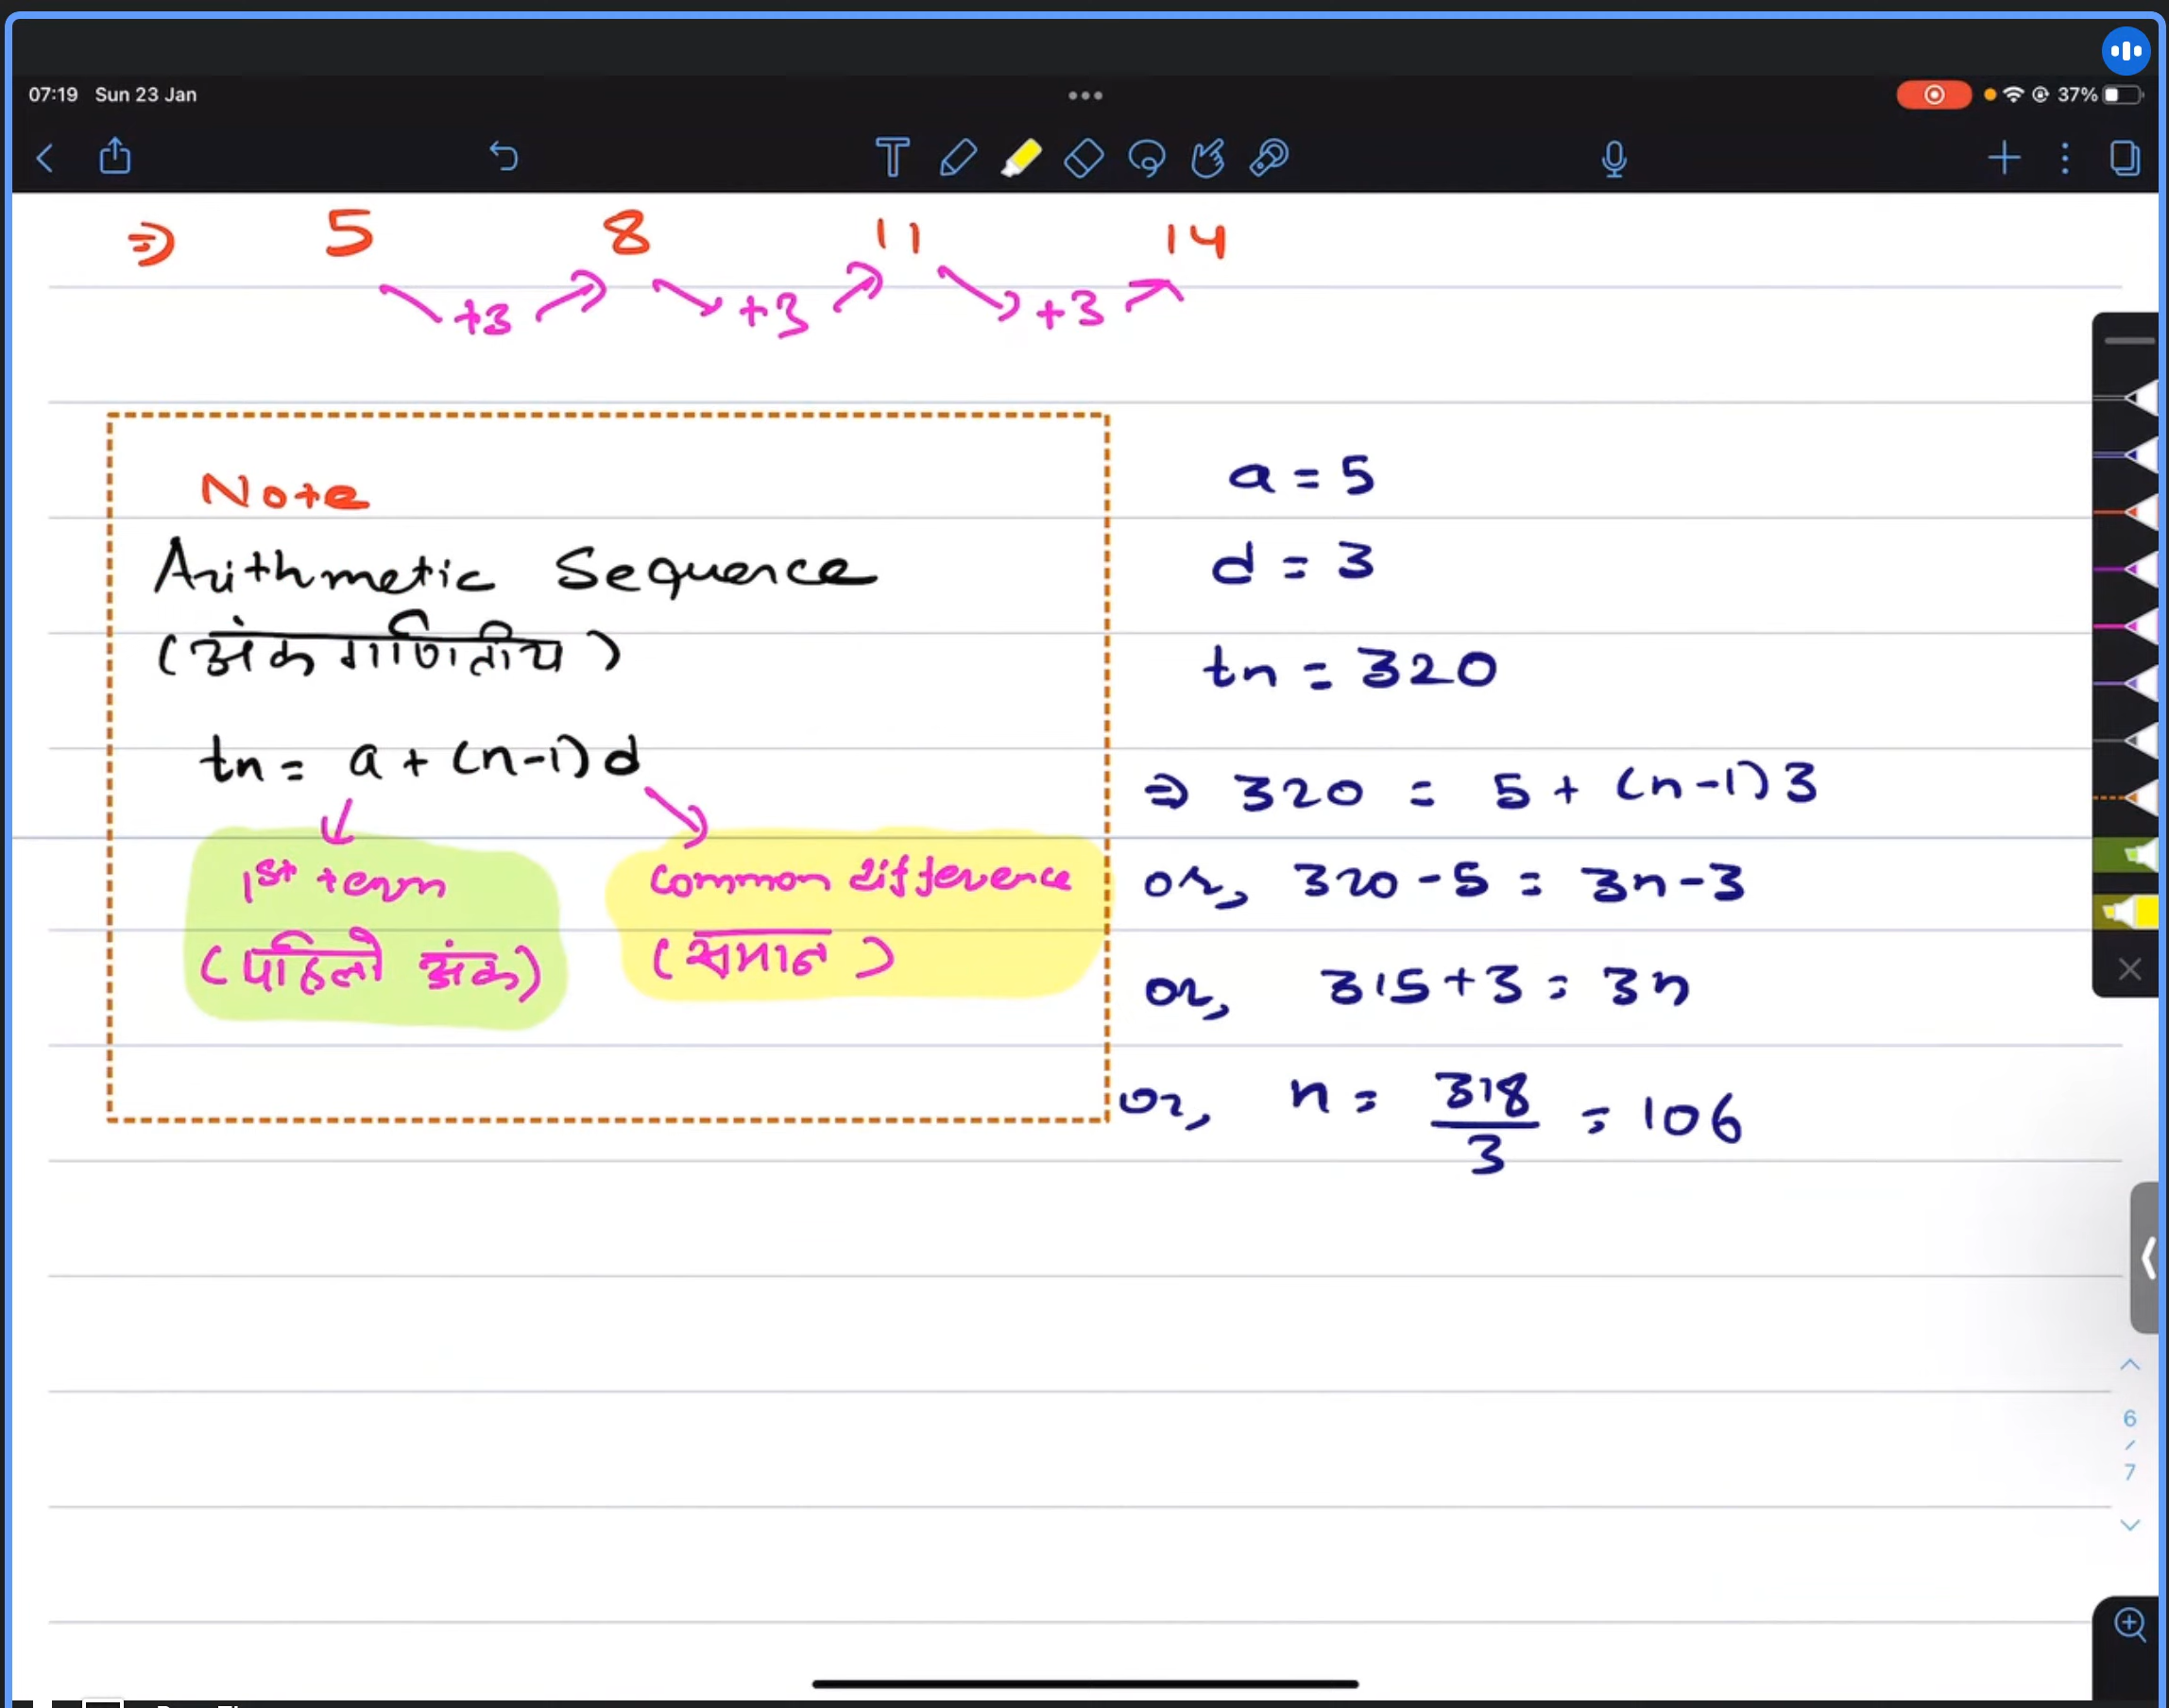 07:19 Sun 23 Jan
37%
⇒ 5 8 11 14
+3 +3 +3
Note
Arithmetic Sequence
(अंक गणितीय)
tn = a + (n-1)d
1st term
(पहिलो अंक)
common difference
(समान)
a = 5
d = 3
tn = 320
⇒ 320 = 5 + (n-1)3
or, 320 - 5 = 3n - 3
or, 315 + 3 = 3n
or, n = 318/3 = 106
6
/
7